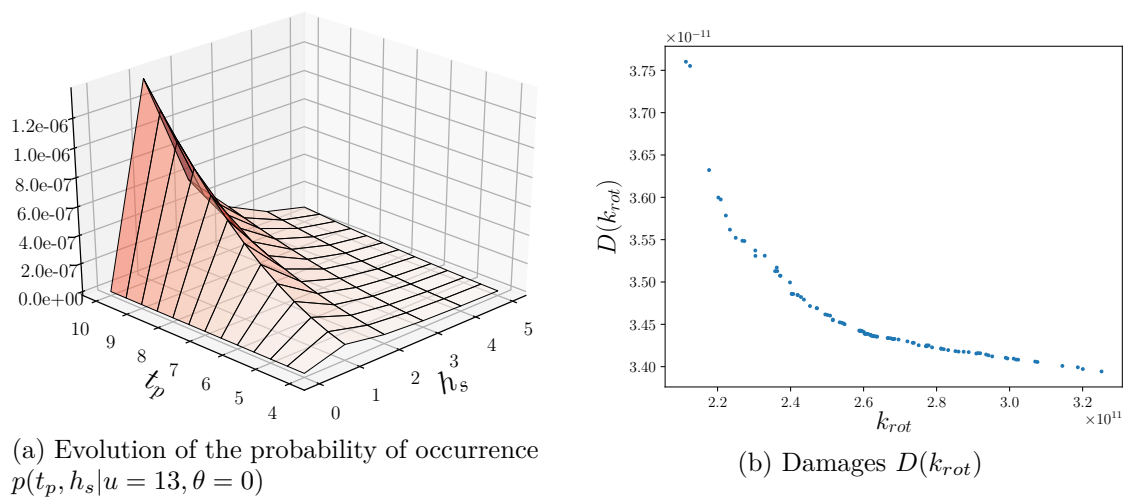 1.2e-06
1.0e-06
8.0e-07
6.0e-07
4.0e-07
2.0e-07
0.0e+00
10
9
8
7
6
5
4
t_p
0
1
2
3
4
5
h_s
(a) Evolution of the probability of occurrence
p(t_p, h_s|u = 13, θ = 0)
×10⁻¹¹
3.75
3.70
3.65
3.60
3.55
3.50
3.45
3.40
D(k_rot)
2.2
2.4
2.6
2.8
3.0
3.2
×10¹¹
k_rot
(b) Damages D(k_rot)